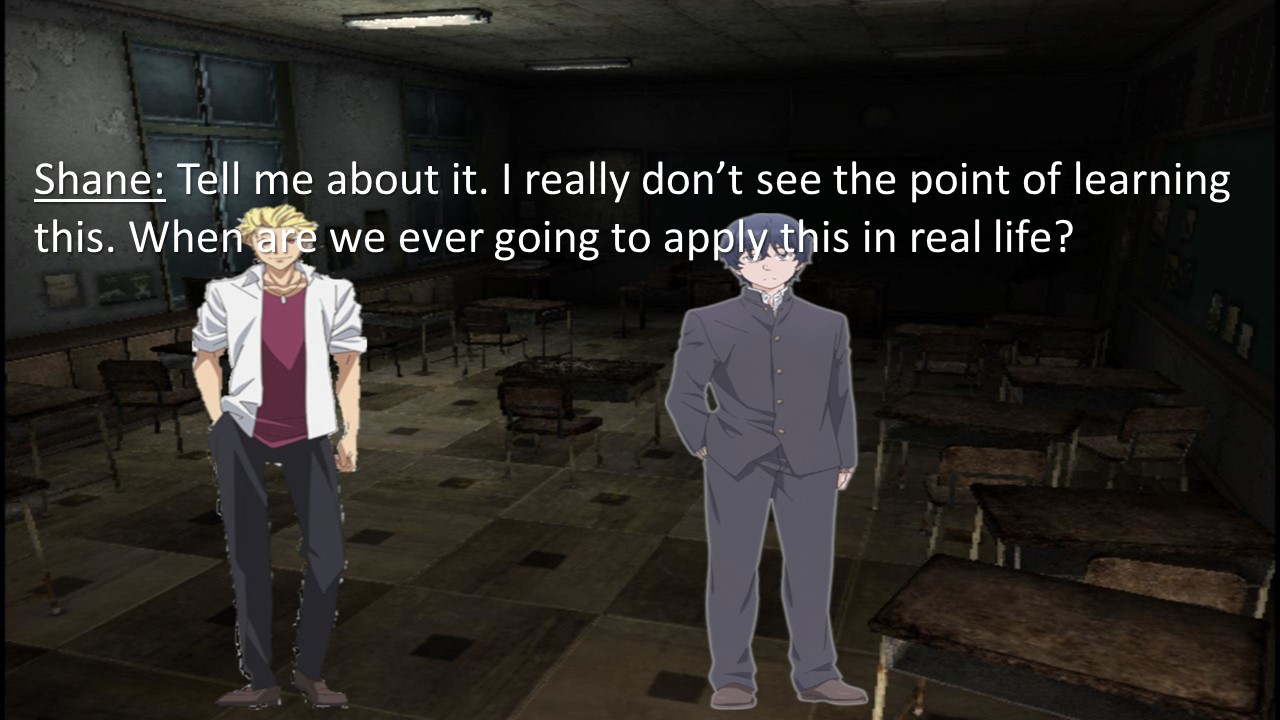 Shane: Tell me about it. I really don’t see the point of learning
this. When are we ever going to apply this in real life?